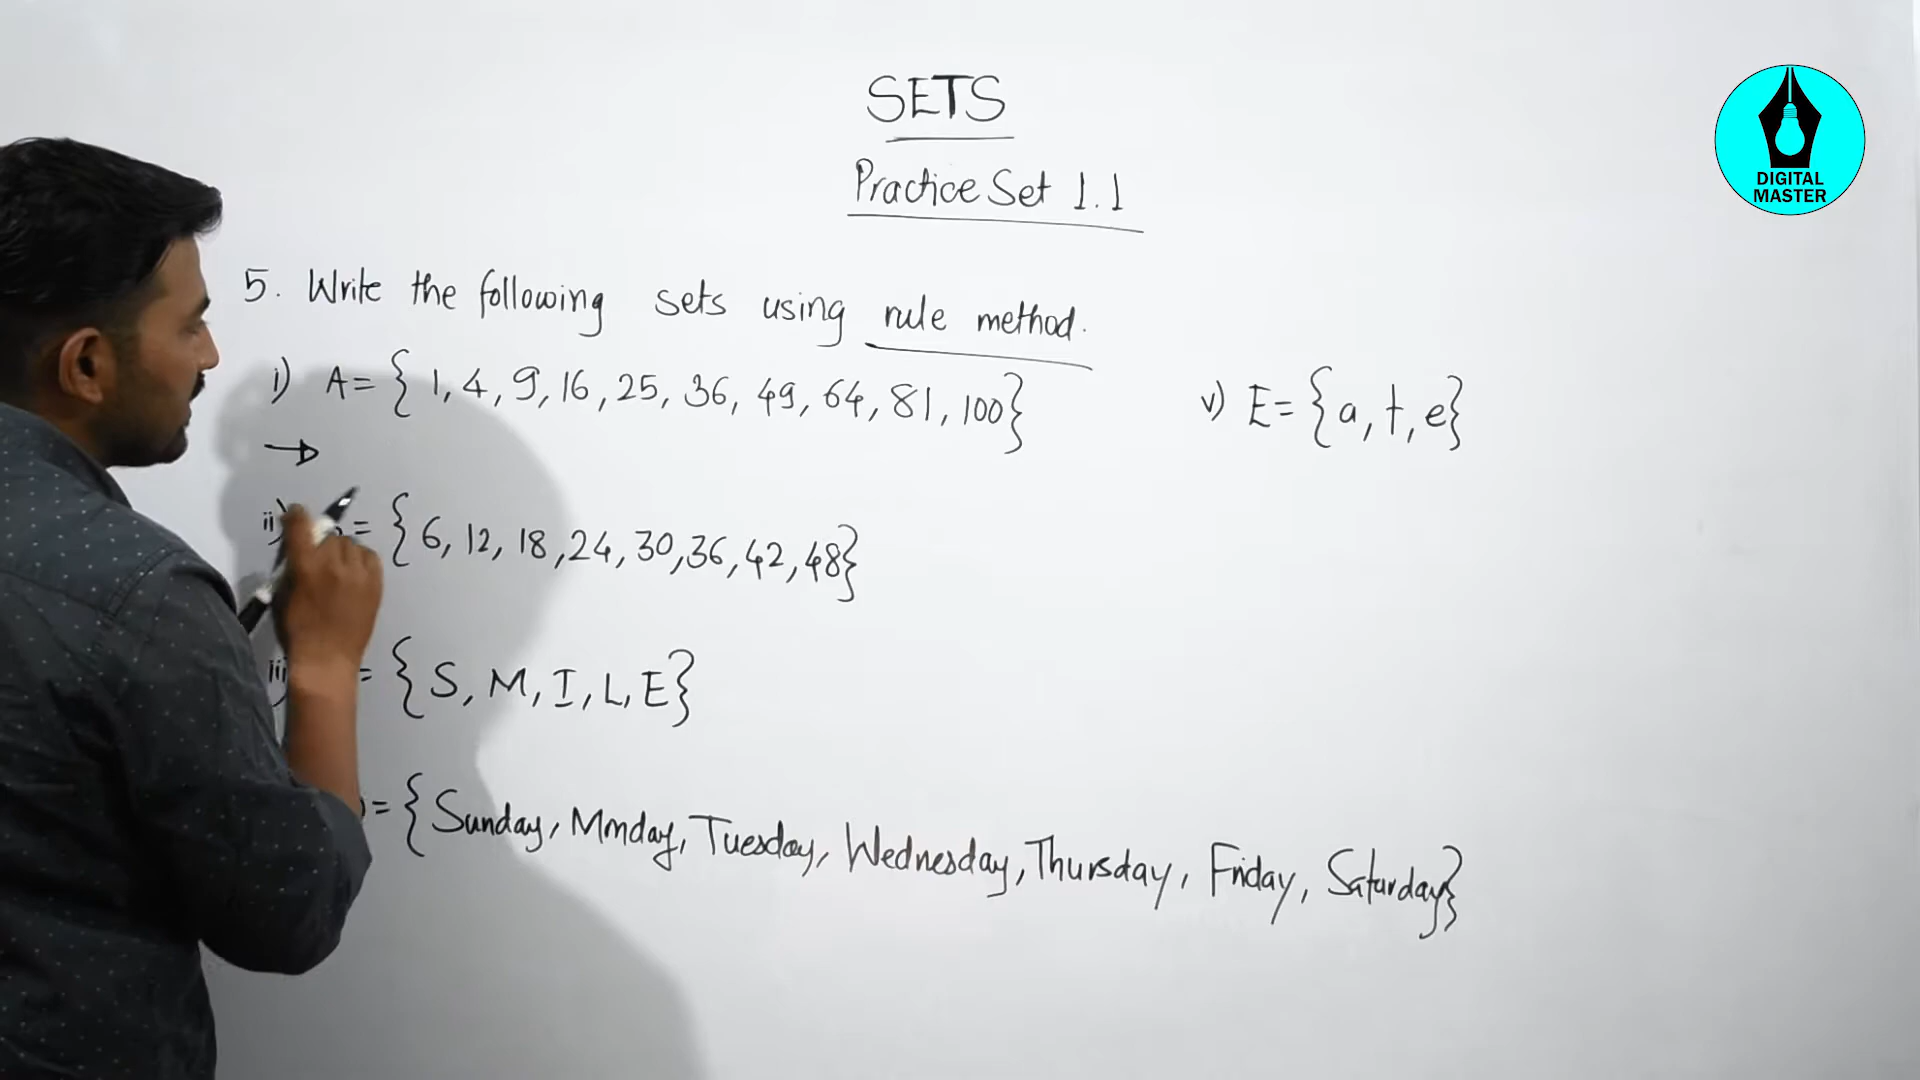 SETS
Practice Set 1.1
DIGITAL
MASTER
5. Write the following sets using rule method.
i) A = { 1, 4, 9, 16, 25, 36, 49, 64, 81, 100}
v) E = {a, t, e}
ii) = { 6, 12, 18, 24, 30, 36, 42, 48}
iii) = { S, M, I, L, E}
= { Sunday, Monday, Tuesday, Wednesday, Thursday, Friday, Saturday}